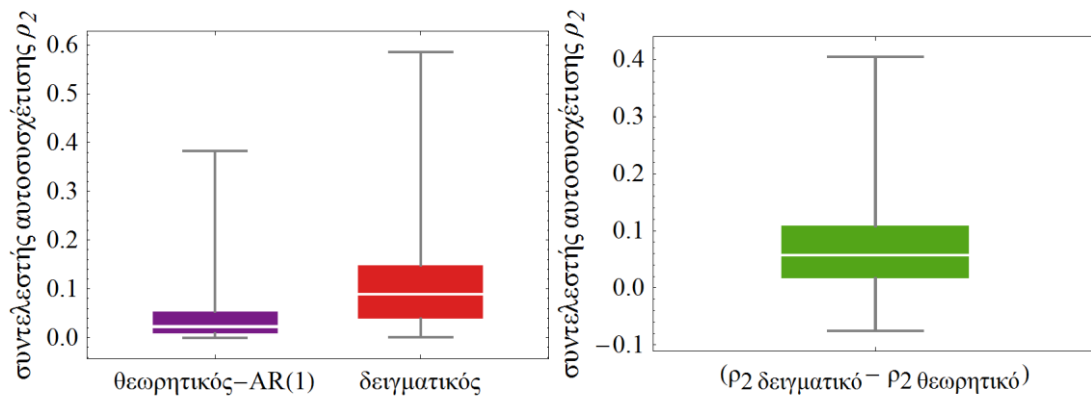 συντελεστής αυτοσυσχέτισης ρ2
0.6
0.5
0.4
0.3
0.2
0.1
0.0
θεωρητικός−AR(1)
δειγματικός
συντελεστής αυτοσυσχέτισης ρ2
0.4
0.3
0.2
0.1
0.0
−0.1
(ρ2 δειγματικό − ρ2 θεωρητικό)